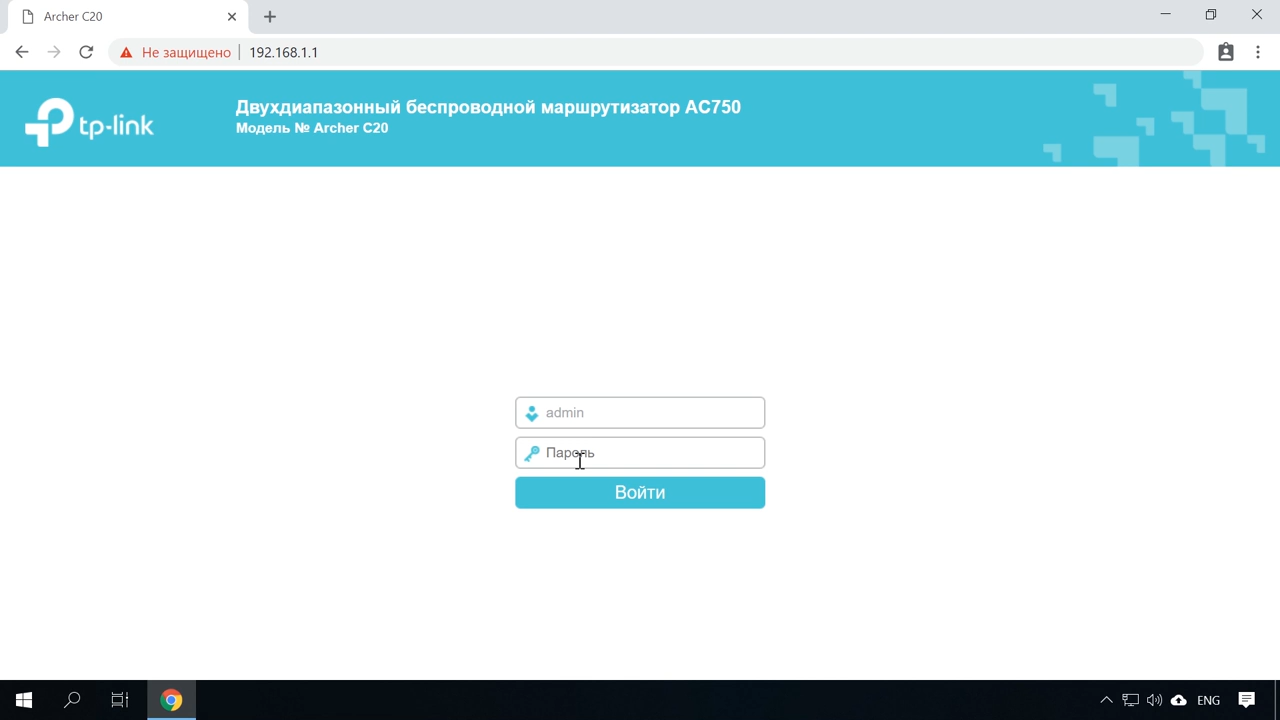 Archer C20
Не защищено 192.168.1.1
tp-link
Двухдиапазонный беспроводной маршрутизатор AC750
Модель № Archer C20
admin
Пароль
Войти
ENG